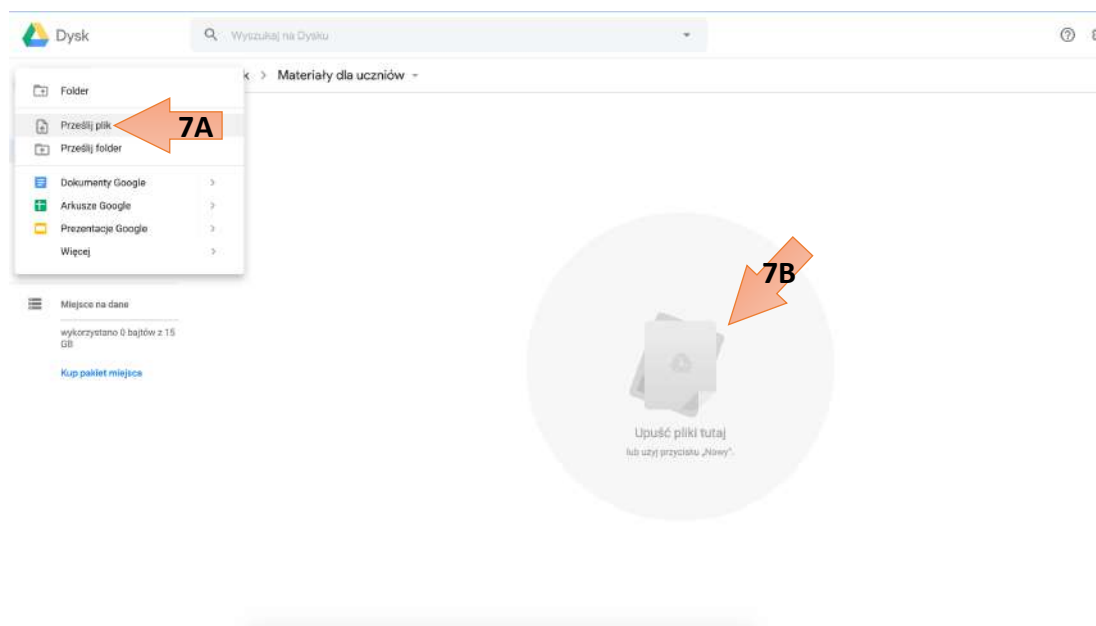 Dysk
Wyszukaj na Dysku
k > Materiały dla uczniów
Folder
Prześlij plik
7A
Prześlij folder
Dokumenty Google
Arkusze Google
Prezentacje Google
Więcej
7B
Miejsce na dane
wykorzystano 0 bajtów z 15
GB
Kup pakiet miejsca
Upuść pliki tutaj
lub użyj przycisku „Nowy”.